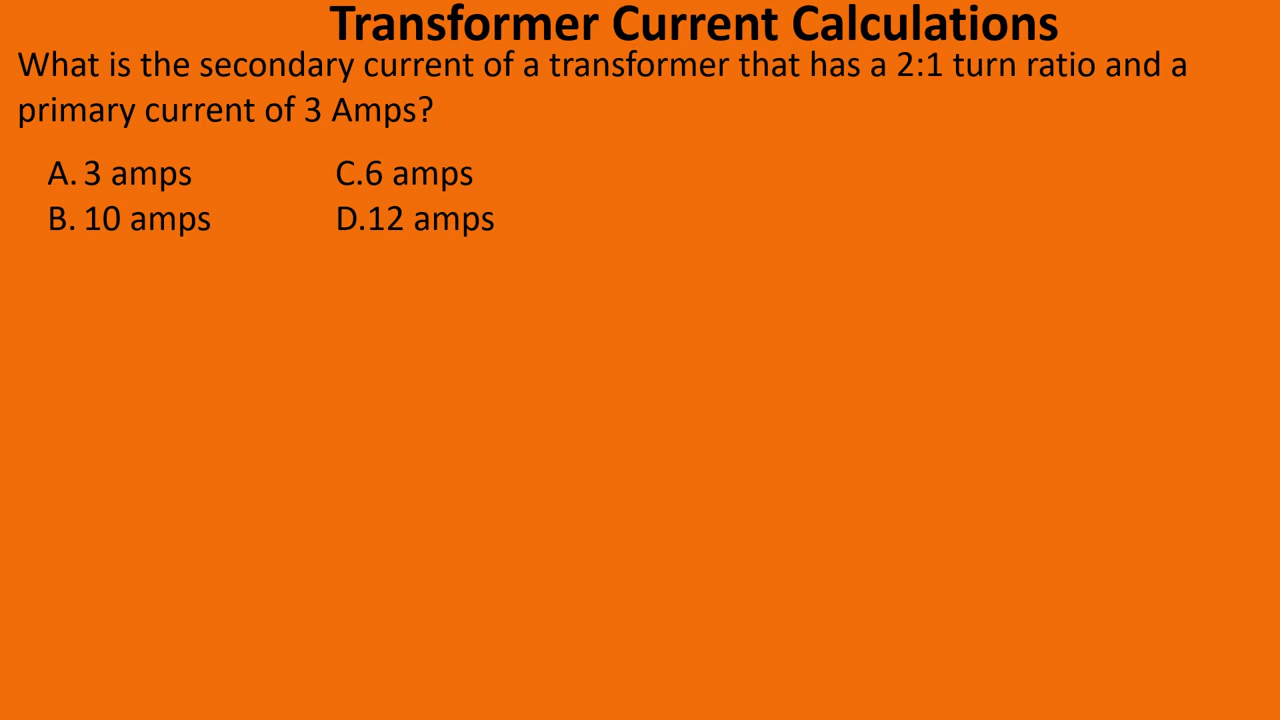 Transformer Current Calculations
What is the secondary current of a transformer that has a 2:1 turn ratio and a
primary current of 3 Amps?
A. 3 amps C.6 amps
B. 10 amps D.12 amps